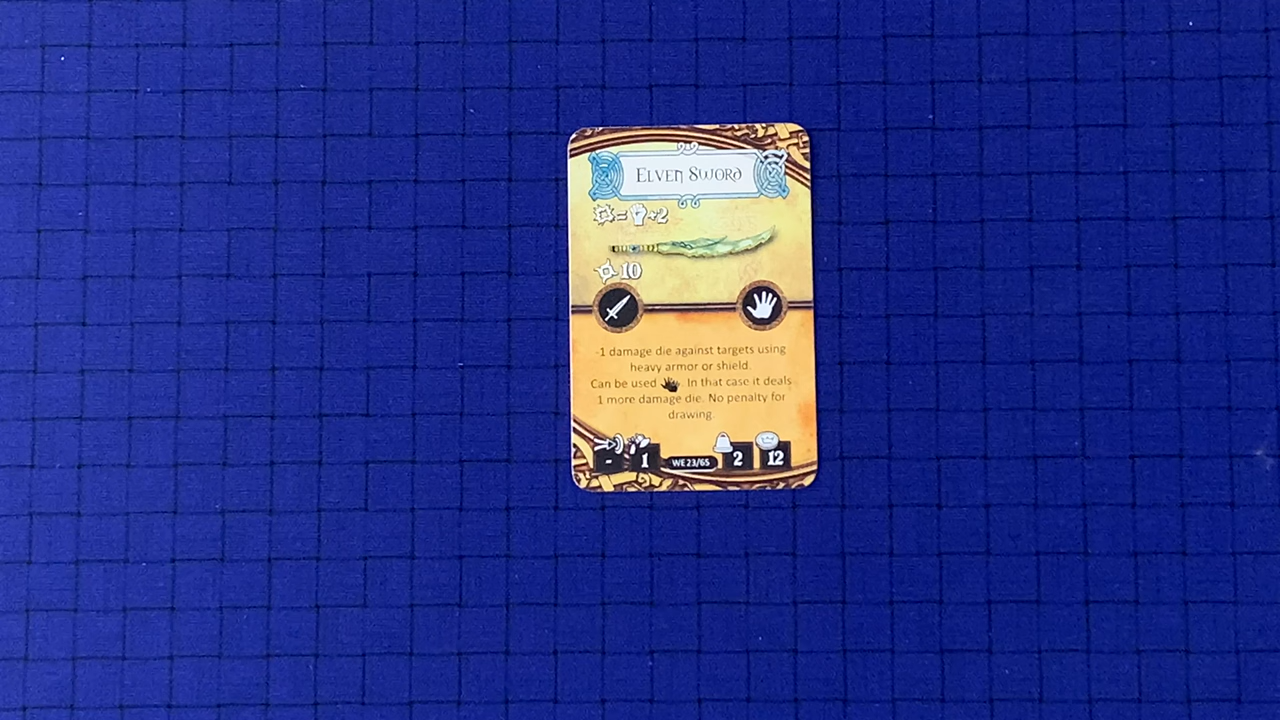 Elven Sword
= +2
10
-1 damage die against targets using
heavy armor or shield.
Can be used In that case it deals
1 more damage die. No penalty for
drawing.
- 1 WE 23/65 2 12